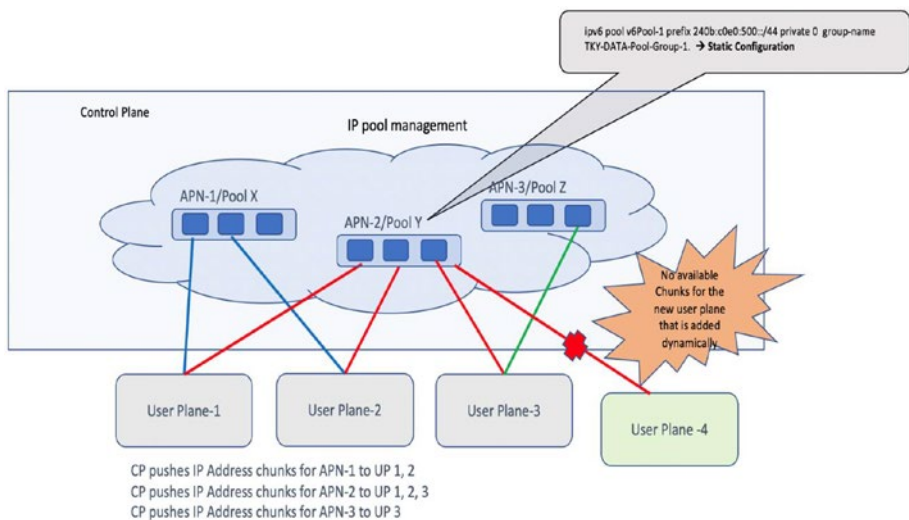 ipv6 pool v6Pool-1 prefix 240b:c0e0:500::/44 private 0 group-name
TKY-DATA-Pool-Group-1. → Static Configuration
Control Plane
IP pool management
APN-1/Pool X
APN-2/Pool Y
APN-3/Pool Z
No available
Chunks for the
new user plane
that is added
dynamically
User Plane-1
User Plane-2
User Plane-3
User Plane -4
CP pushes IP Address chunks for APN-1 to UP 1, 2
CP pushes IP Address chunks for APN-2 to UP 1, 2, 3
CP pushes IP Address chunks for APN-3 to UP 3